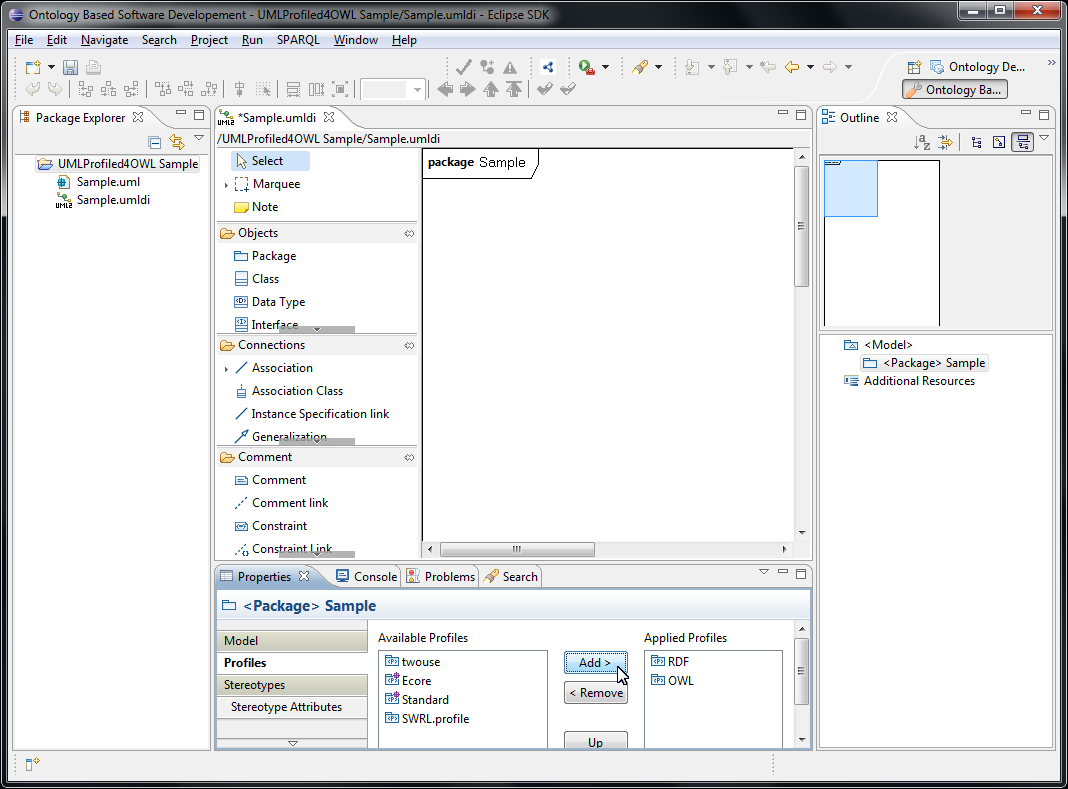 Ontology Based Software Developement - UMLProfiled4OWL Sample/Sample.umldi - Eclipse SDK
File Edit Navigate Search Project Run SPARQL Window Help
Ontology De...
Ontology Ba...
Package Explorer
UMLProfiled4OWL Sample
Sample.uml
Sample.umldi
*Sample.umldi
/UMLProfiled4OWL Sample/Sample.umldi
Select
Marquee
Note
Objects
Package
Class
Data Type
Interface
Connections
Association
Association Class
Instance Specification link
Generalization
Comment
Comment
Comment link
Constraint
Constraint Link
package Sample
Outline
<Model>
<Package> Sample
Additional Resources
Properties Console Problems Search
<Package> Sample
Model
Profiles
Stereotypes
Stereotype Attributes
Available Profiles
twouse
Ecore
Standard
SWRL.profile
Add >
< Remove
Up
Applied Profiles
RDF
OWL